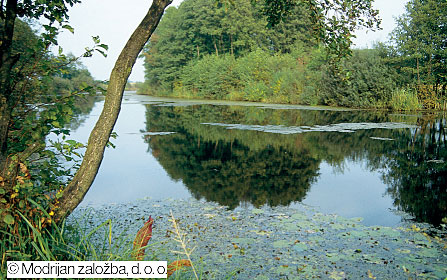 Modrijan založba, d. o. o.